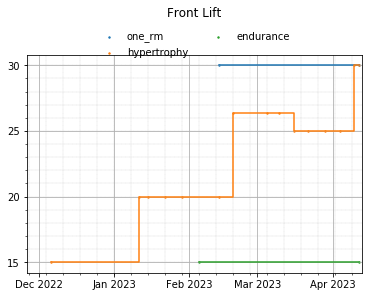 Front Lift
one_rm endurance
hypertrophy
30
25
20
15
Dec 2022 Jan 2023 Feb 2023 Mar 2023 Apr 2023